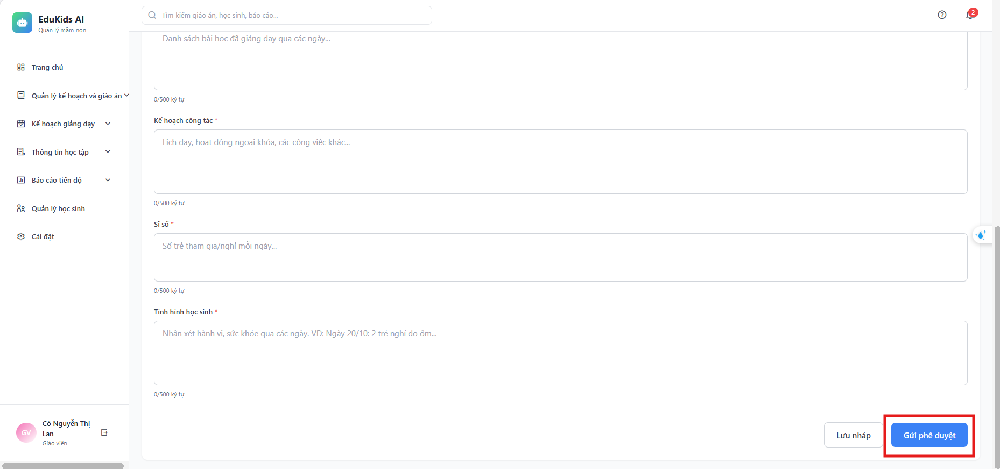 EduKids AI
Quản lý mầm non
Tìm kiếm giáo án, học sinh, báo cáo...
2
Trang chủ
Quản lý kế hoạch và giáo án
Kế hoạch giảng dạy
Thông tin học tập
Báo cáo tiến độ
Quản lý học sinh
Cài đặt
Danh sách bài học đã giảng dạy qua các ngày...
0/500 ký tự
Kế hoạch công tác *
Lịch dạy, hoạt động ngoại khóa, các công việc khác...
0/500 ký tự
Sĩ số *
Số trẻ tham gia/nghỉ mỗi ngày...
0/500 ký tự
Tình hình học sinh *
Nhận xét hành vi, sức khỏe qua các ngày. VD: Ngày 20/10: 2 trẻ nghỉ do ốm...
0/500 ký tự
Lưu nháp
Gửi phê duyệt
GV
Cô Nguyễn Thị
Lan
Giáo viên